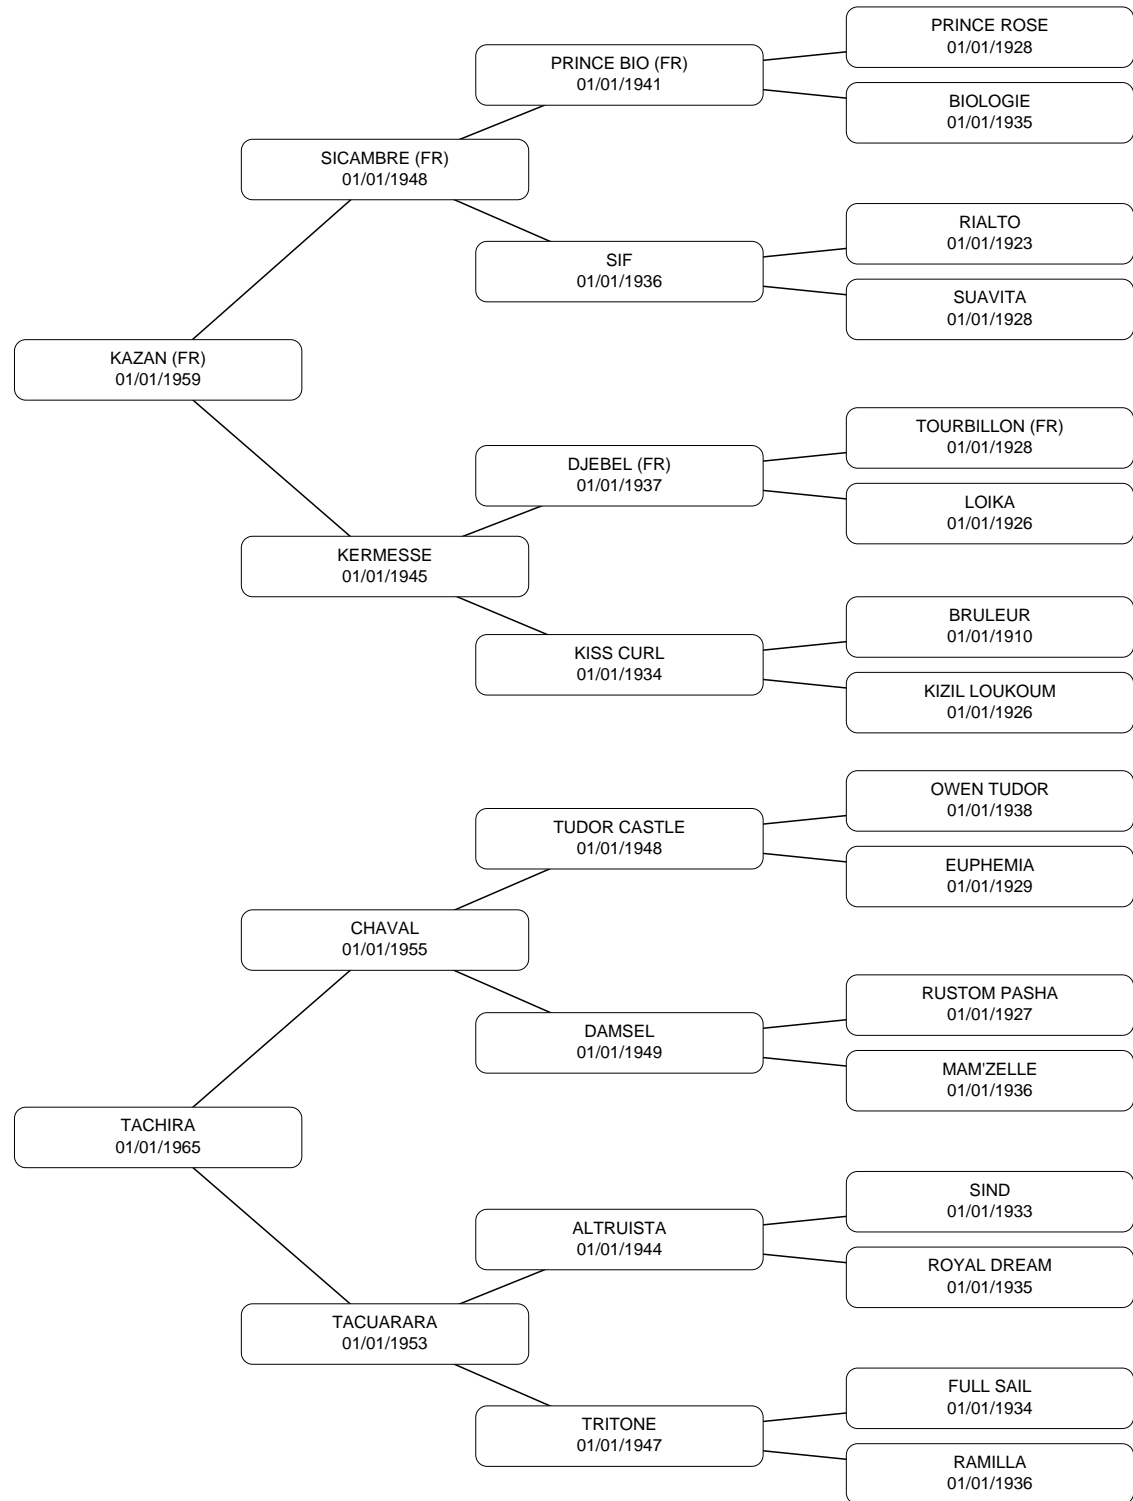 PRINCE ROSE
01/01/1928
PRINCE BIO (FR)
01/01/1941
BIOLOGIE
01/01/1935
SICAMBRE (FR)
01/01/1948
RIALTO
01/01/1923
SIF
01/01/1936
SUAVITA
01/01/1928
KAZAN (FR)
01/01/1959
TOURBILLON (FR)
01/01/1928
DJEBEL (FR)
01/01/1937
LOIKA
01/01/1926
KERMESSE
01/01/1945
BRULEUR
01/01/1910
KISS CURL
01/01/1934
KIZIL LOUKOUM
01/01/1926
OWEN TUDOR
01/01/1938
TUDOR CASTLE
01/01/1948
EUPHEMIA
01/01/1929
CHAVAL
01/01/1955
RUSTOM PASHA
01/01/1927
DAMSEL
01/01/1949
MAM'ZELLE
01/01/1936
TACHIRA
01/01/1965
SIND
01/01/1933
ALTRUISTA
01/01/1944
ROYAL DREAM
01/01/1935
TACUARARA
01/01/1953
FULL SAIL
01/01/1934
TRITONE
01/01/1947
RAMILLA
01/01/1936